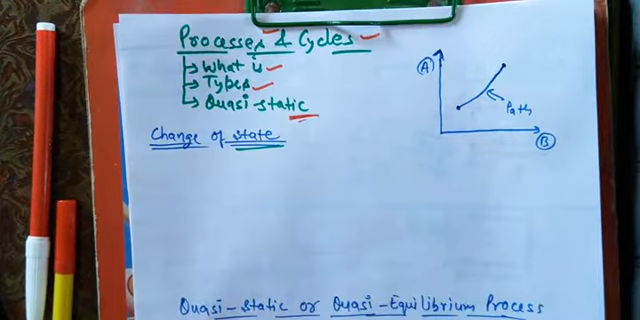 Processes & Cycles
What is
Types
Quasi static
Change of state
A
Path
B
Quasi-static or Quasi-Equilibrium Process